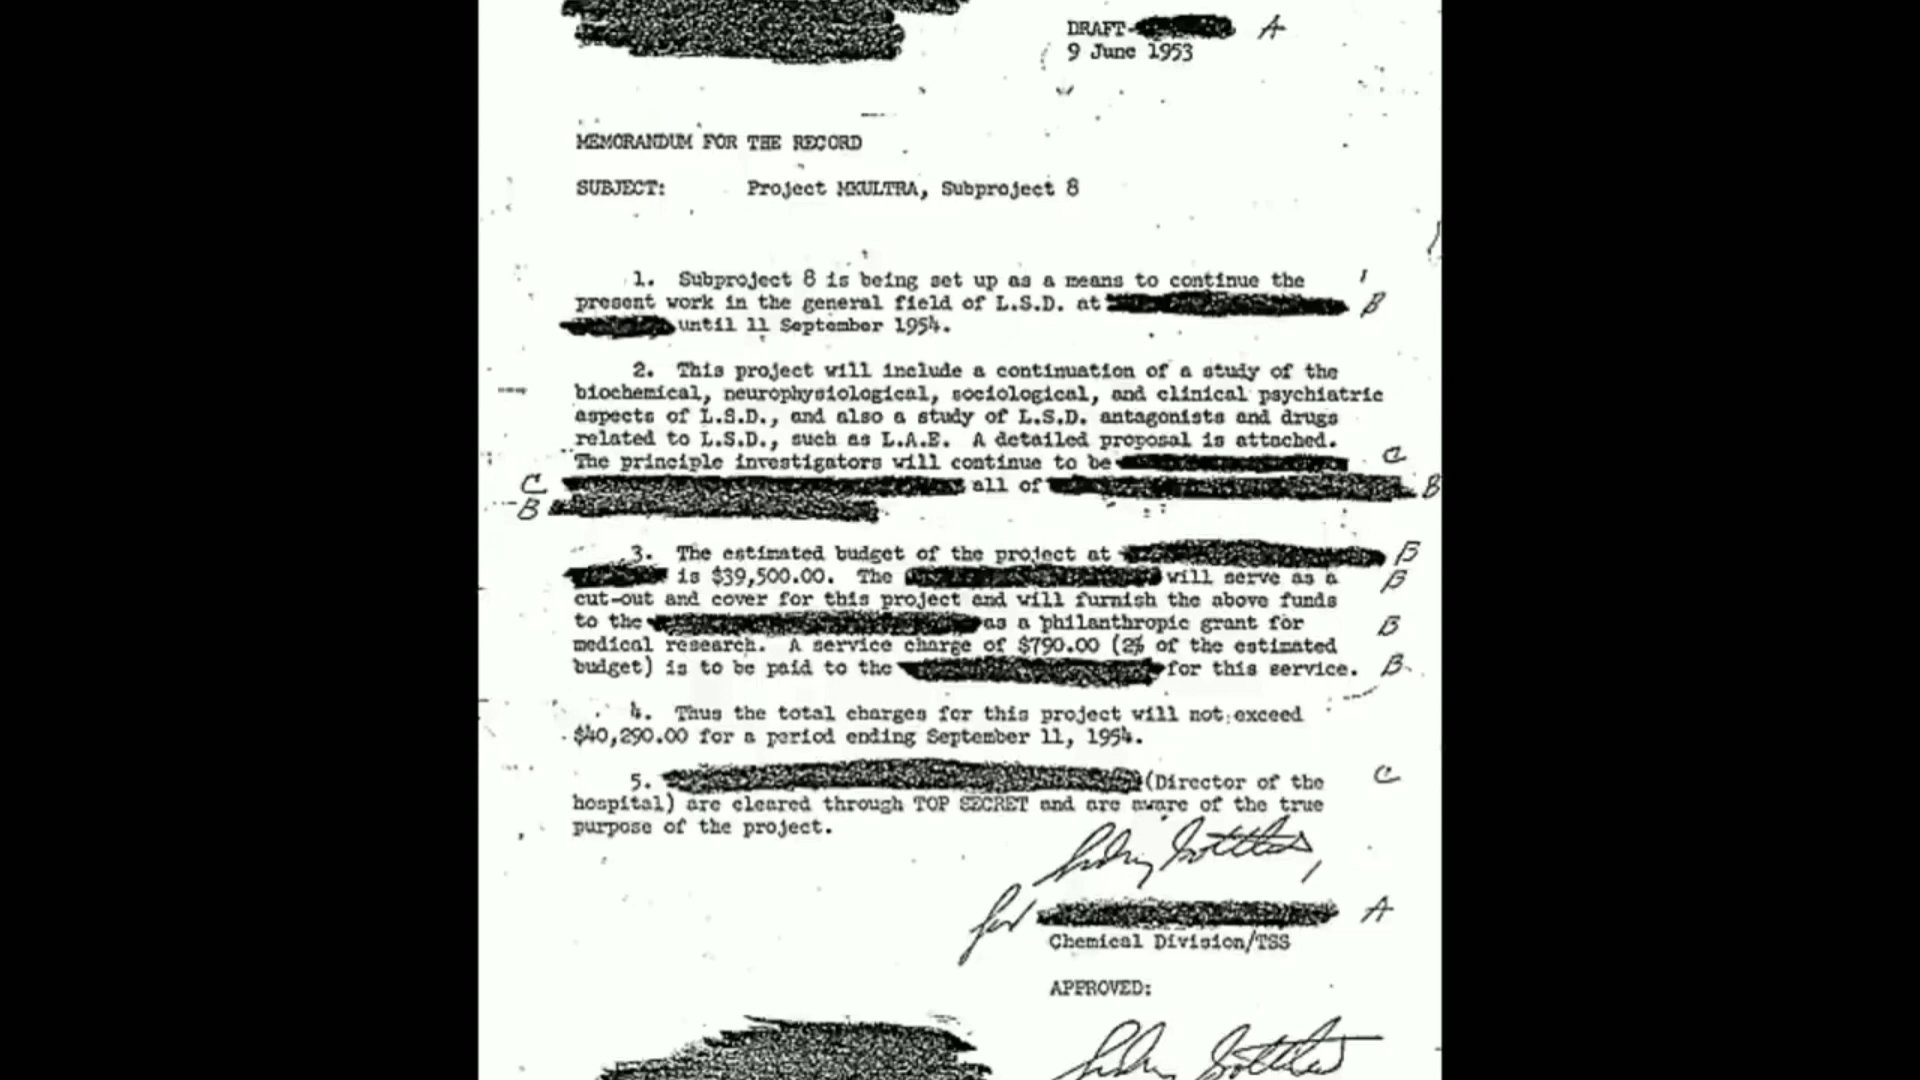 DRAFT- A
9 June 1953
MEMORANDUM FOR THE RECORD
SUBJECT: Project MKULTRA, Subproject 8
1. Subproject 8 is being set up as a means to continue the
present work in the general field of L.S.D. at B
until 11 September 1954.
2. This project will include a continuation of a study of the
biochemical, neurophysiological, sociological, and clinical psychiatric
aspects of L.S.D., and also a study of L.S.D. antagonists and drugs
related to L.S.D., such as L.A.E. A detailed proposal is attached.
The principle investigators will continue to be C
C all of B
B
3. The estimated budget of the project at B
is $39,500.00. The will serve as a B
cut-out and cover for this project and will furnish the above funds
to the as a philanthropic grant for B
medical research. A service charge of $790.00 (2% of the estimated
budget) is to be paid to the for this service. B
4. Thus the total charges for this project will not exceed
$40,290.00 for a period ending September 11, 1954.
5. (Director of the C
hospital) are cleared through TOP SECRET and are aware of the true
purpose of the project.
Sidney Gottlieb
for A
Chemical Division/TSS
APPROVED:
Sidney Gottlieb